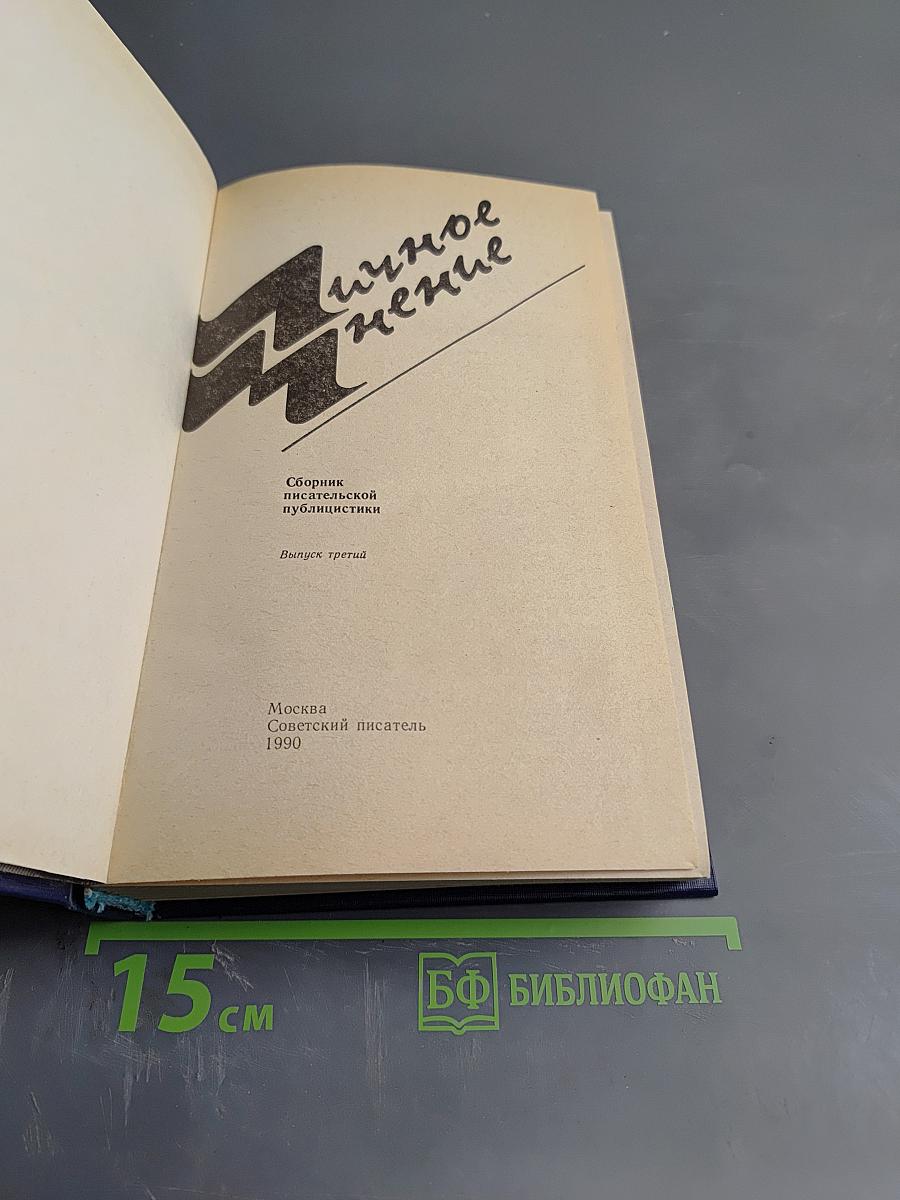 Личное
Мнение
Сборник
писательской
публицистики
Выпуск третий
Москва
Советский писатель
1990
15 см
БФ БИБЛИОФАН